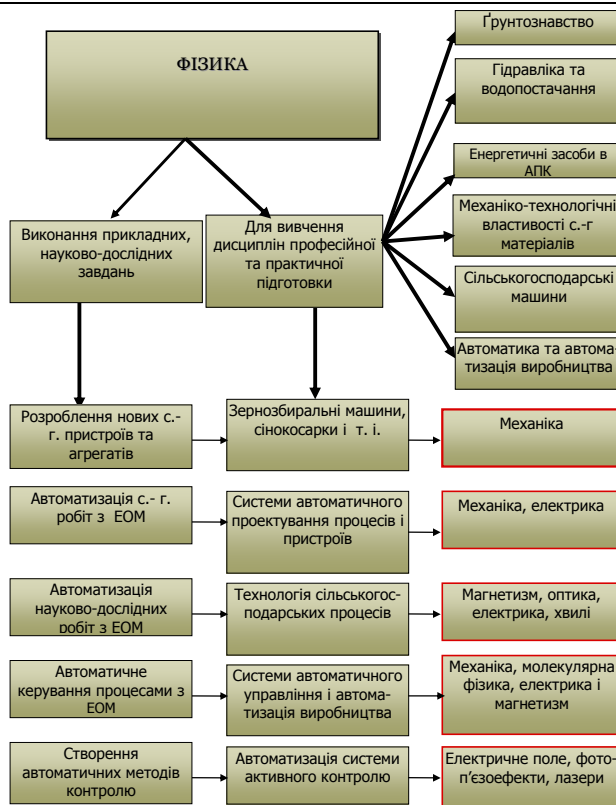 ФІЗИКА
Ґрунтознавство
Гідравліка та
водопостачання
Енергетичні засоби в
АПК
Механіко-технологічні
властивості с.-г
матеріалів
Сільськогосподарські
машини
Автоматика та автома-
тизація виробництва
Виконання прикладних,
науково-дослідних
завдань
Для вивчення
дисциплін професійної
та практичної
підготовки
Розроблення нових с.-
г. пристроїв та
агрегатів
Зернозбиральні машини,
сінокосарки і т. і.
Механіка
Автоматизація с.- г.
робіт з ЕОМ
Системи автоматичного
проектування процесів і
пристроїв
Механіка, електрика
Автоматизація
науково-дослідних
робіт з ЕОМ
Технологія сільськогос-
подарських процесів
Магнетизм, оптика,
електрика, хвилі
Автоматичне
керування процесами з
ЕОМ
Системи автоматичного
управління і автома-
тизація виробництва
Механіка, молекулярна
фізика, електрика і
магнетизм
Створення
автоматичних методів
контролю
Автоматизація системи
активного контролю
Електричне поле, фото-
п’єзоефекти, лазери